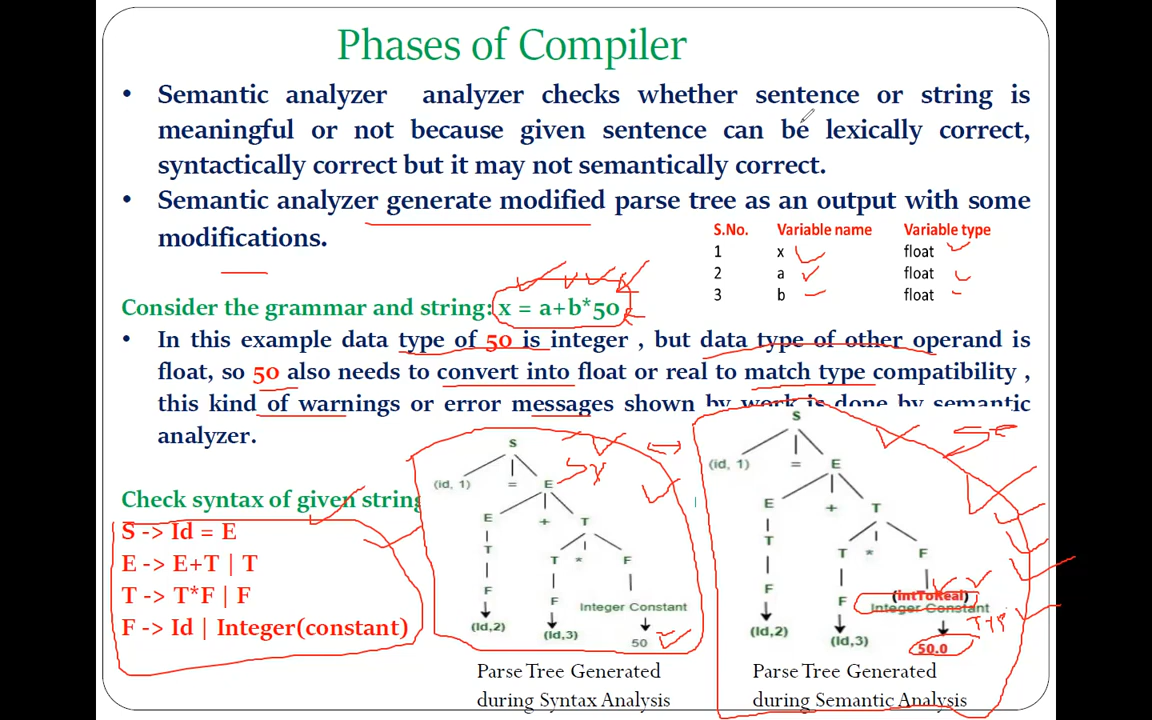 Phases of Compiler
• Semantic analyzer analyzer checks whether sentence or string is
meaningful or not because given sentence can be lexically correct,
syntactically correct but it may not semantically correct.
• Semantic analyzer generate modified parse tree as an output with some
modifications.
S.No. Variable name Variable type
1 x float
2 a float
3 b float
Consider the grammar and string: x = a+b*50
• In this example data type of 50 is integer , but data type of other operand is
float, so 50 also needs to convert into float or real to match type compatibility ,
this kind of warnings or error messages shown by work is done by semantic
analyzer.
Check syntax of given string
S -> Id = E
E -> E+T | T
T -> T*F | F
F -> Id | Integer(constant)
S
(id, 1) = E
E + T
T T * F
F F Integer Constant
(Id,2) (Id,3) 50
Parse Tree Generated
during Syntax Analysis
S
(id, 1) = E
E + T
T T * F
F F (intToReal)
Integer Constant
(Id,2) (Id,3) 50.0
Parse Tree Generated
during Semantic Analysis